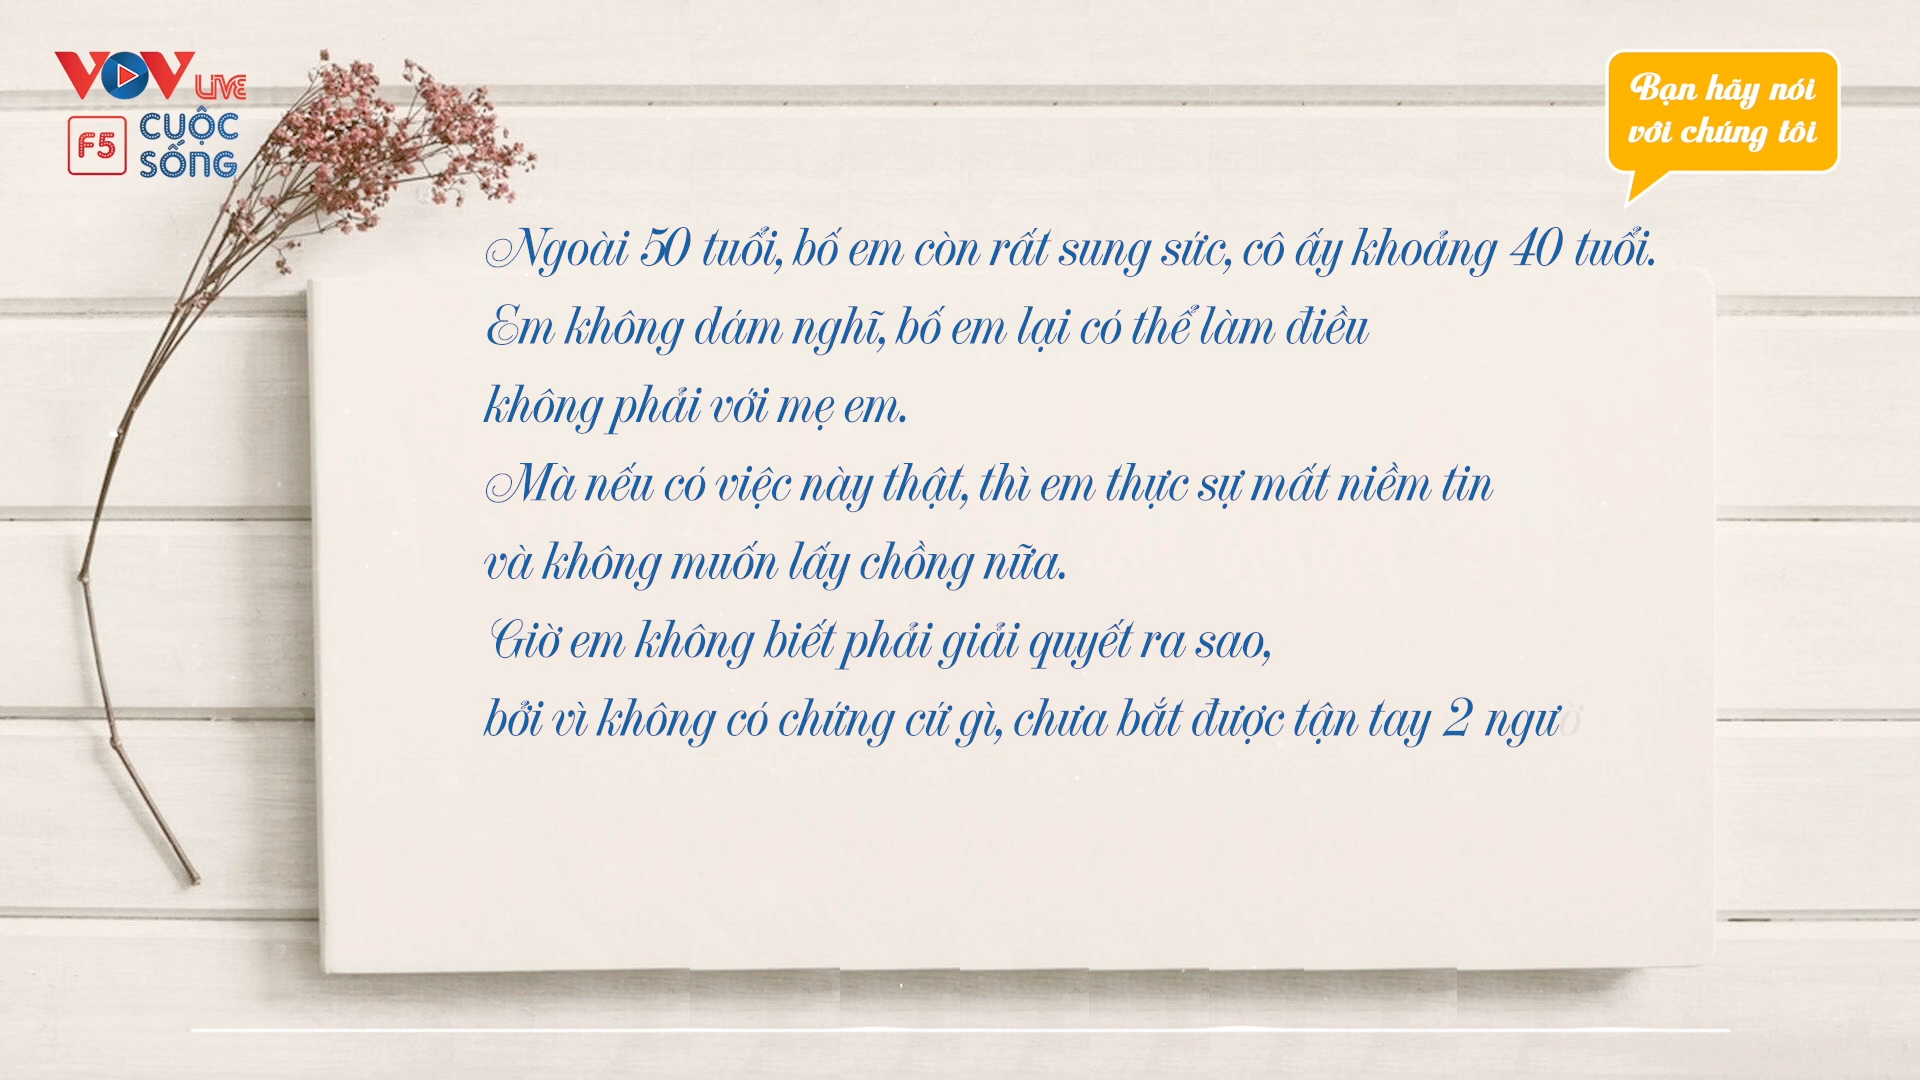 VOV LIVE
F5 CUỘC SỐNG
Bạn hãy nói
với chúng tôi
Ngoài 50 tuổi, bố em còn rất sung sức, cô ấy khoảng 40 tuổi.
Em không dám nghĩ, bố em lại có thể làm điều
không phải với mẹ em.
Mà nếu có việc này thật, thì em thực sự mất niềm tin
và không muốn lấy chồng nữa.
Giờ em không biết phải giải quyết ra sao,
bởi vì không có chứng cứ gì, chưa bắt được tận tay 2 ngườ